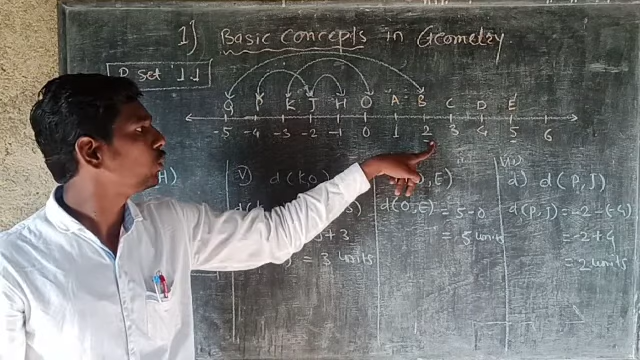 1] Basic Concepts in Geometry.
P set 1.1
Q P K J H O A B C D E
-5 -4 -3 -2 -1 0 1 2 3 4 5 6
H) v) d(K,O) ,E) d) d(P,J)
d( 3) d(O,E) = 5-0 d(P,J) = -2-(-4)
+3 = 5 units = -2+4
= 3 units = 2 units